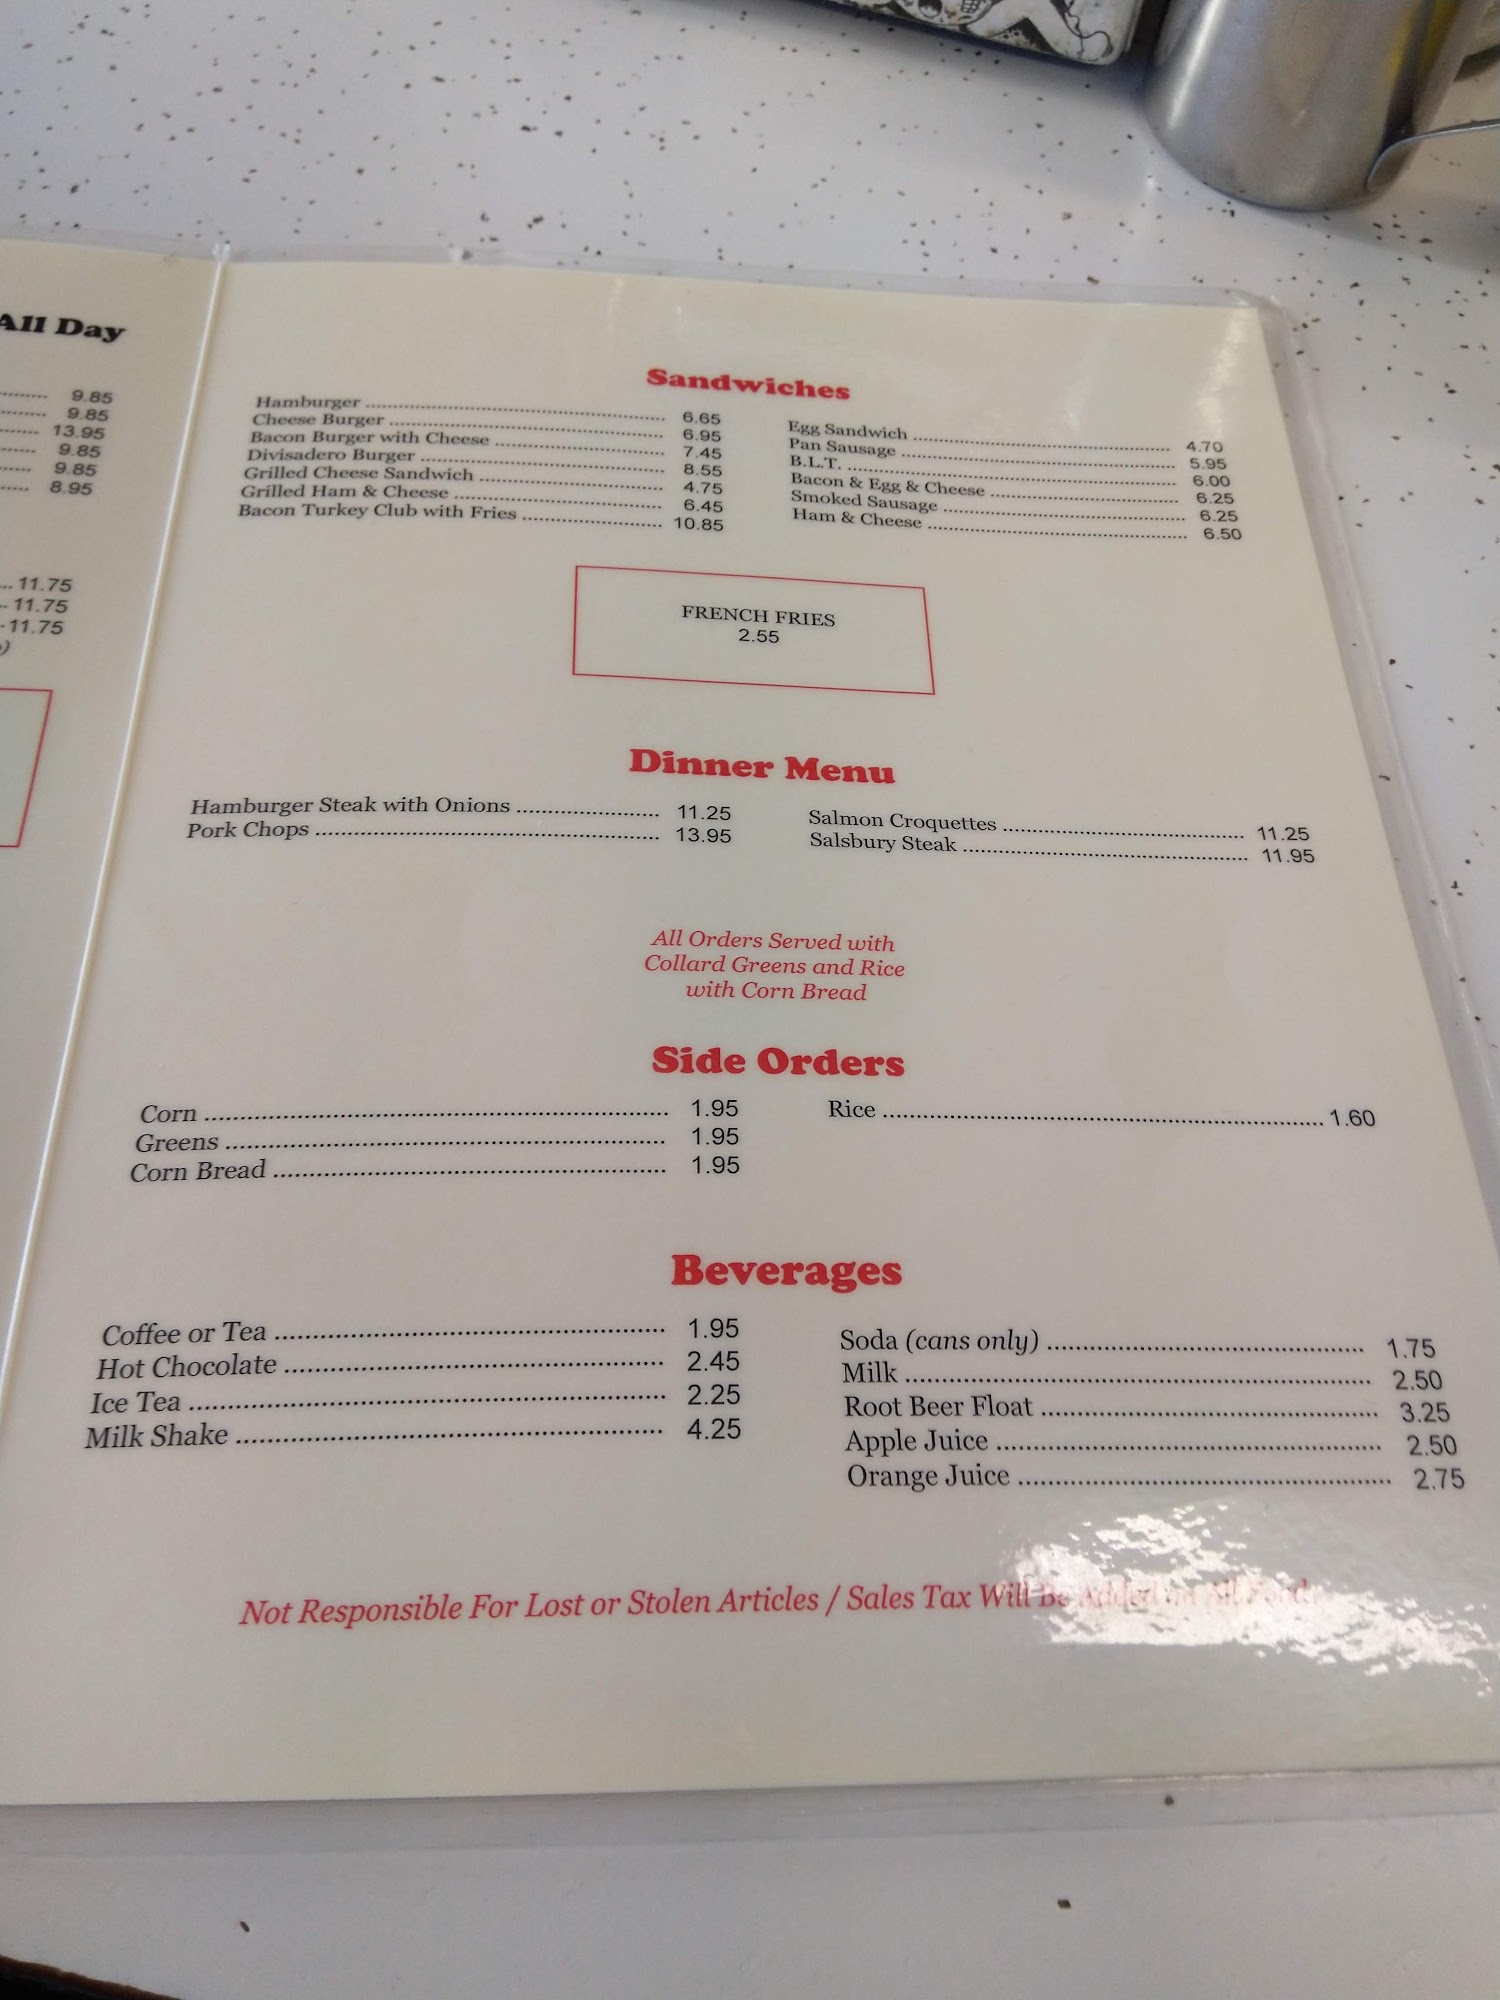 All Day
9.85
9.85
13.95
9.85
9.85
8.95
11.75
11.75
11.75
Sandwiches
Hamburger 6.65
Cheese Burger 6.95
Bacon Burger with Cheese 7.45
Divisadero Burger 8.55
Grilled Cheese Sandwich 4.75
Grilled Ham & Cheese 6.45
Bacon Turkey Club with Fries 10.85
Egg Sandwich 4.70
Pan Sausage 5.95
B.L.T. 6.00
Bacon & Egg & Cheese 6.25
Smoked Sausage 6.25
Ham & Cheese 6.50
FRENCH FRIES
2.55
Dinner Menu
Hamburger Steak with Onions 11.25
Pork Chops 13.95
Salmon Croquettes 11.25
Salsbury Steak 11.95
All Orders Served with
Collard Greens and Rice
with Corn Bread
Side Orders
Corn 1.95
Greens 1.95
Corn Bread 1.95
Rice 1.60
Beverages
Coffee or Tea 1.95
Hot Chocolate 2.45
Ice Tea 2.25
Milk Shake 4.25
Soda (cans only) 1.75
Milk 2.50
Root Beer Float 3.25
Apple Juice 2.50
Orange Juice 2.75
Not Responsible For Lost or Stolen Articles / Sales Tax Will Be Added on All Food